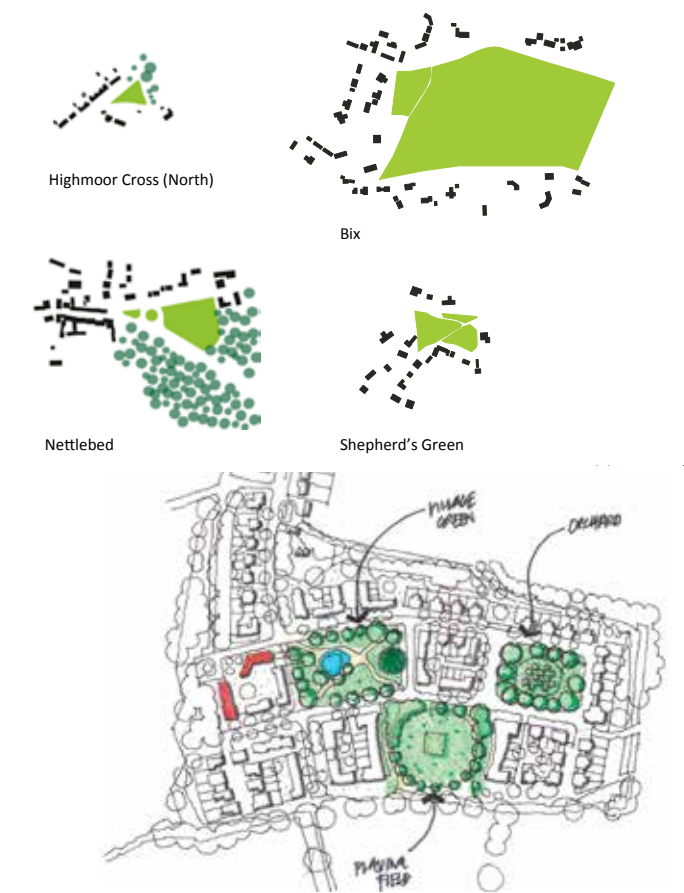 Highmoor Cross (North)
Bix
Nettlebed
Shepherd's Green
VILLAGE
GREEN
ORCHARD
PLAYING
FIELD